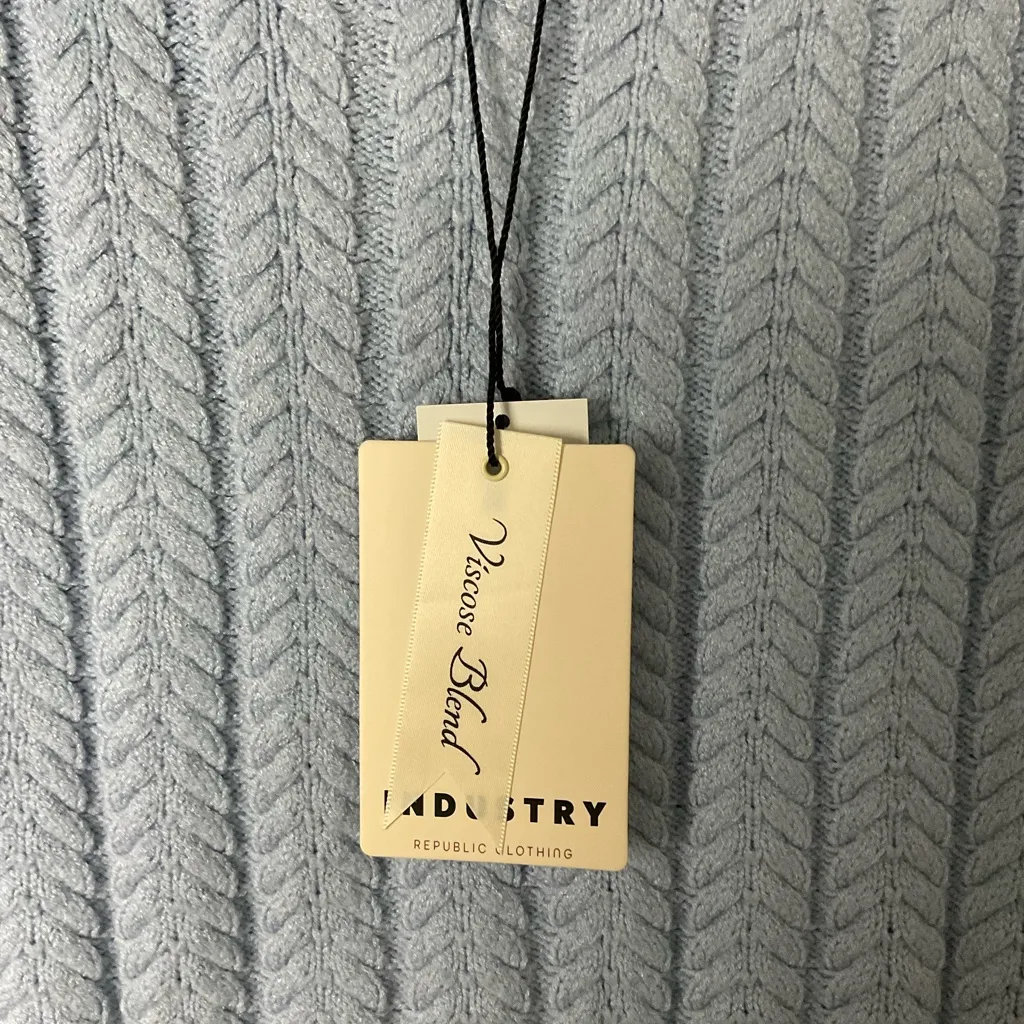 Viscose Blend
INDUSTRY
REPUBLIC CLOTHING